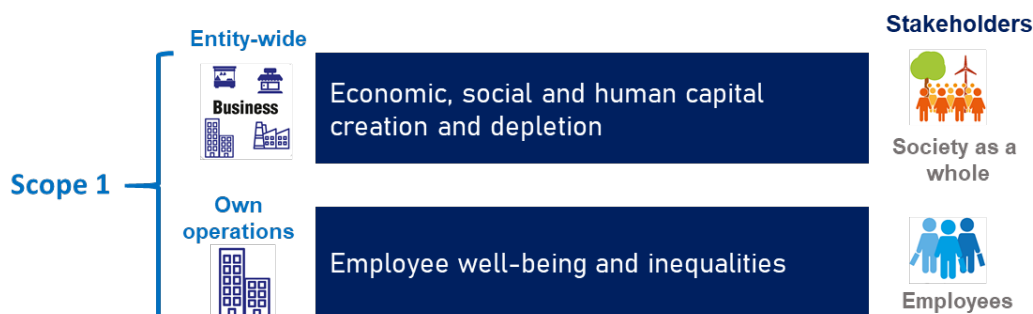 Stakeholders
Entity-wide
Business
Economic, social and human capital
creation and depletion
Society as a
whole
Scope 1
Own
operations
Employee well-being and inequalities
Employees